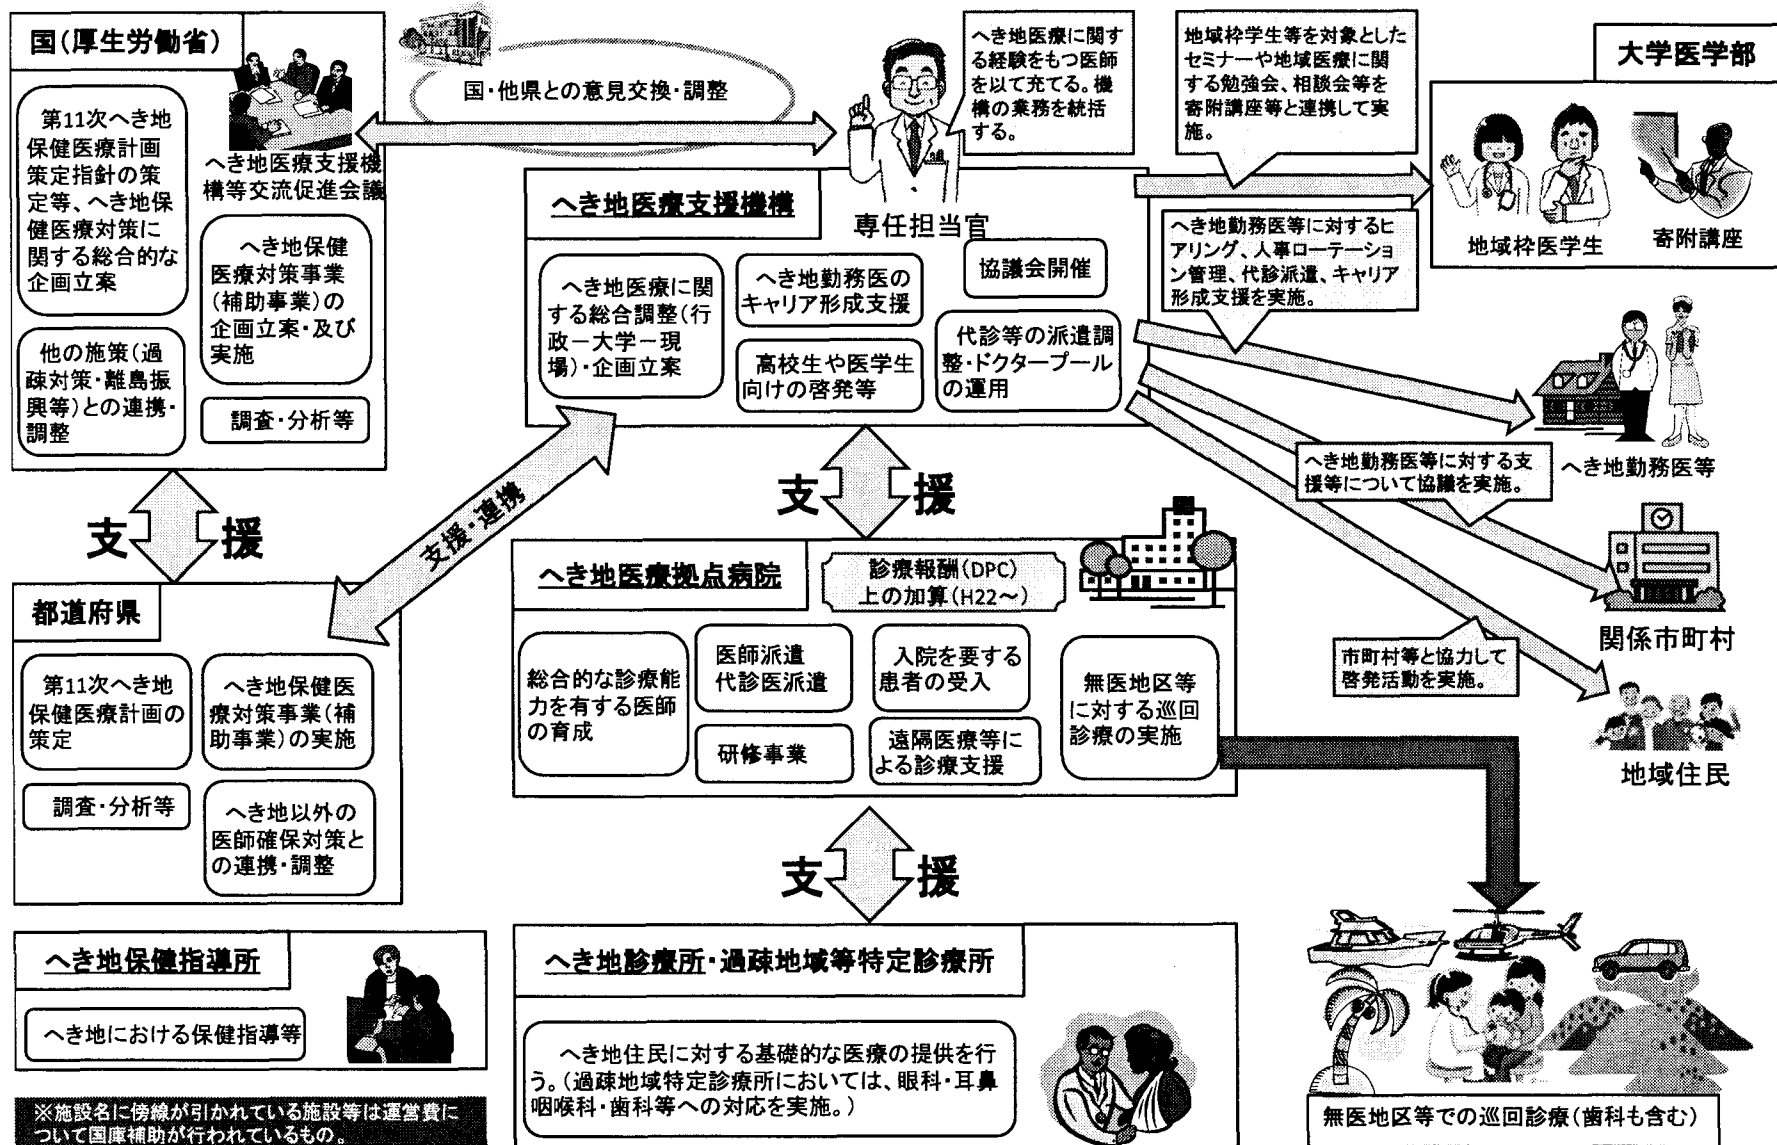 国(厚生労働省)
第11次へき地
保健医療計画
策定指針の策
定等、へき地保
健医療対策に
関する総合的な
企画立案
へき地医療支援機
構等交流促進会議
へき地保健
医療対策事業
(補助事業)の
企画立案・及び
実施
他の施策(過
疎対策・離島振
興等)との連携・
調整
調査・分析等
国・他県との意見交換・調整
へき地医療に関す
る経験をもつ医師
を以て充てる。機
構の業務を統括
する。
地域枠学生等を対象とした
セミナーや地域医療に関
する勉強会、相談会等を
寄附講座等と連携して実
施。
大学医学部
地域枠医学生
寄附講座
へき地医療支援機構
専任担当官
へき地医療に関
する総合調整(行
政－大学－現
場)・企画立案
へき地勤務医の
キャリア形成支援
高校生や医学生
向けの啓発等
協議会開催
代診等の派遣調
整・ドクタープール
の運用
へき地勤務医等に対するヒ
アリング、人事ローテーショ
ン管理、代診派遣、キャリア
形成支援を実施。
へき地勤務医等
へき地勤務医等に対する支
援等について協議を実施。
関係市町村
市町村等と協力して
啓発活動を実施。
地域住民
支 援
支援・連携
支 援
都道府県
第11次へき地
保健医療計画の
策定
へき地保健医
療対策事業(補
助事業)の実施
調査・分析等
へき地以外の
医師確保対策と
の連携・調整
へき地医療拠点病院
診療報酬(DPC)
上の加算(H22～)
総合的な診療能
力を有する医師
の育成
医師派遣
代診医派遣
研修事業
入院を要する
患者の受入
遠隔医療等に
よる診療支援
無医地区等
に対する巡回
診療の実施
支 援
へき地保健指導所
へき地における保健指導等
※施設名に傍線が引かれている施設等は運営費に
ついて国庫補助が行われているもの。
へき地診療所・過疎地域等特定診療所
へき地住民に対する基礎的な医療の提供を行
う。(過疎地域特定診療所においては、眼科・耳鼻
咽喉科・歯科等への対応を実施。)
無医地区等での巡回診療(歯科も含む)